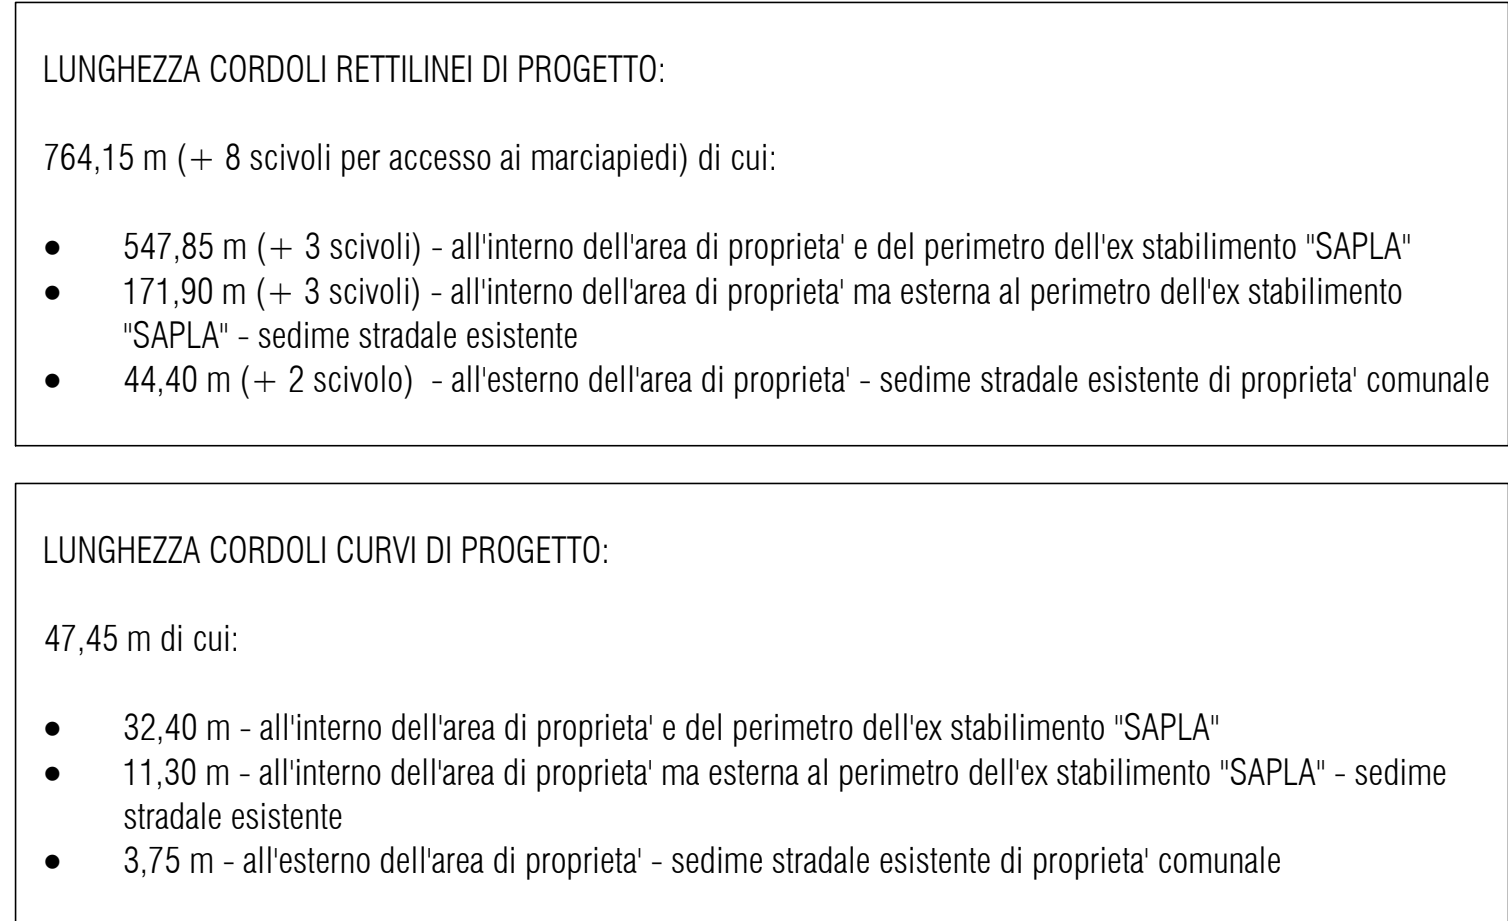 LUNGHEZZA CORDOLI RETTILINEI DI PROGETTO:
764,15 m (+ 8 scivoli per accesso ai marciapiedi) di cui:
● 547,85 m (+ 3 scivoli) - all'interno dell'area di proprieta' e del perimetro dell'ex stabilimento "SAPLA"
● 171,90 m (+ 3 scivoli) - all'interno dell'area di proprieta' ma esterna al perimetro dell'ex stabilimento
"SAPLA" - sedime stradale esistente
● 44,40 m (+ 2 scivolo) - all'esterno dell'area di proprieta' - sedime stradale esistente di proprieta' comunale
LUNGHEZZA CORDOLI CURVI DI PROGETTO:
47,45 m di cui:
● 32,40 m - all'interno dell'area di proprieta' e del perimetro dell'ex stabilimento "SAPLA"
● 11,30 m - all'interno dell'area di proprieta' ma esterna al perimetro dell'ex stabilimento "SAPLA" - sedime
stradale esistente
● 3,75 m - all'esterno dell'area di proprieta' - sedime stradale esistente di proprieta' comunale